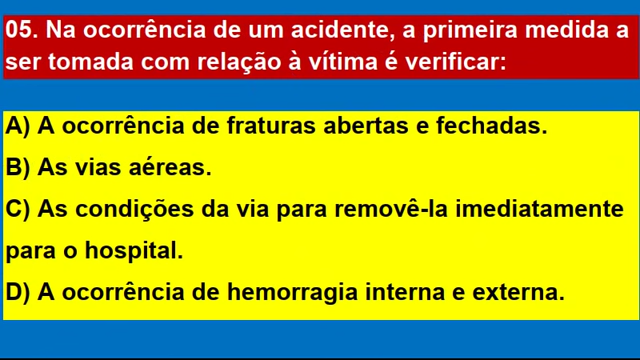 05. Na ocorrência de um acidente, a primeira medida a
ser tomada com relação à vítima é verificar:
A) A ocorrência de fraturas abertas e fechadas.
B) As vias aéreas.
C) As condições da via para removê-la imediatamente
para o hospital.
D) A ocorrência de hemorragia interna e externa.